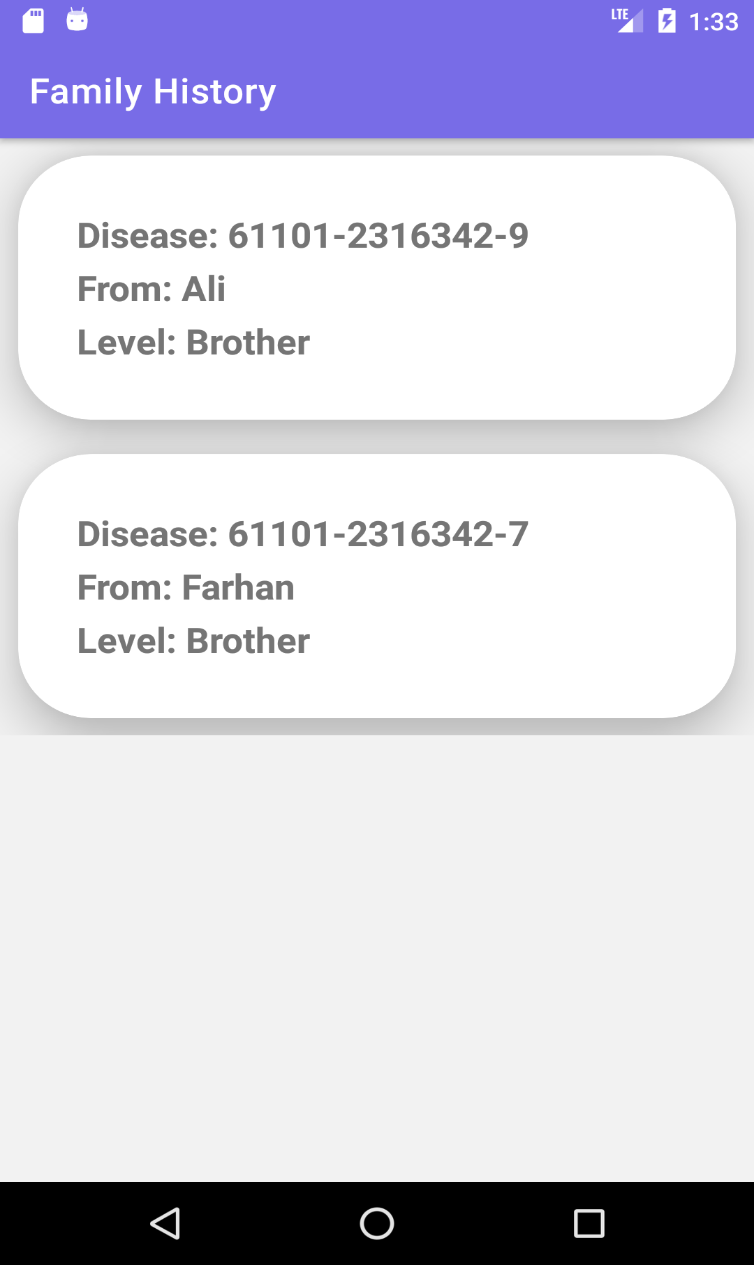 LTE 1:33
Family History
Disease: 61101-2316342-9
From: Ali
Level: Brother
Disease: 61101-2316342-7
From: Farhan
Level: Brother